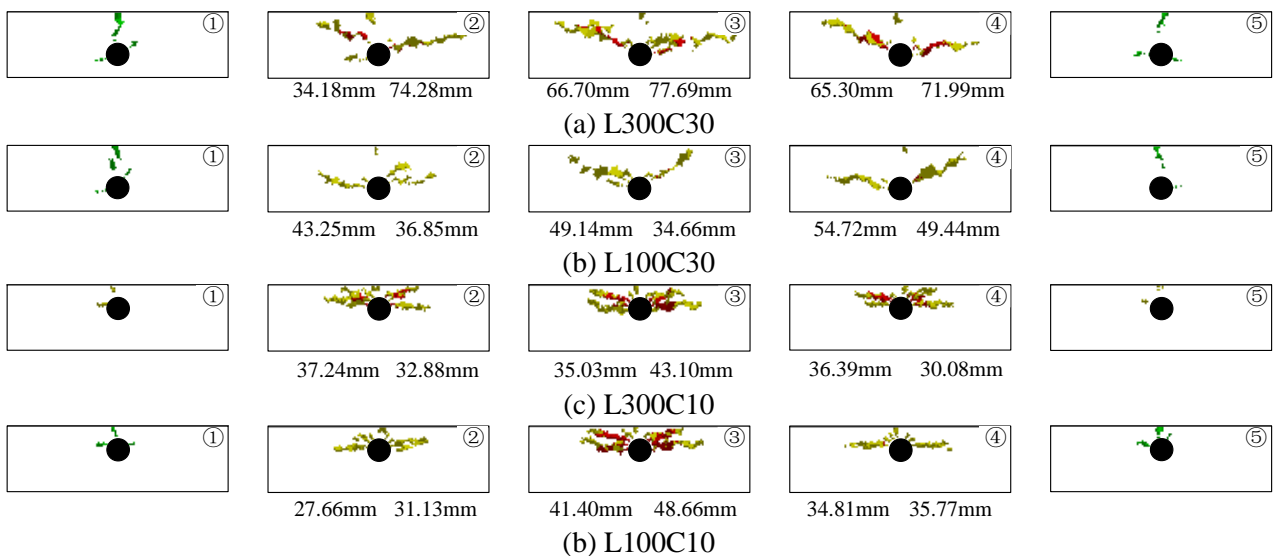 ① ② ③ ④ ⑤
34.18mm 74.28mm 66.70mm 77.69mm 65.30mm 71.99mm
(a) L300C30
① ② ③ ④ ⑤
43.25mm 36.85mm 49.14mm 34.66mm 54.72mm 49.44mm
(b) L100C30
① ② ③ ④ ⑤
37.24mm 32.88mm 35.03mm 43.10mm 36.39mm 30.08mm
(c) L300C10
① ② ③ ④ ⑤
27.66mm 31.13mm 41.40mm 48.66mm 34.81mm 35.77mm
(b) L100C10